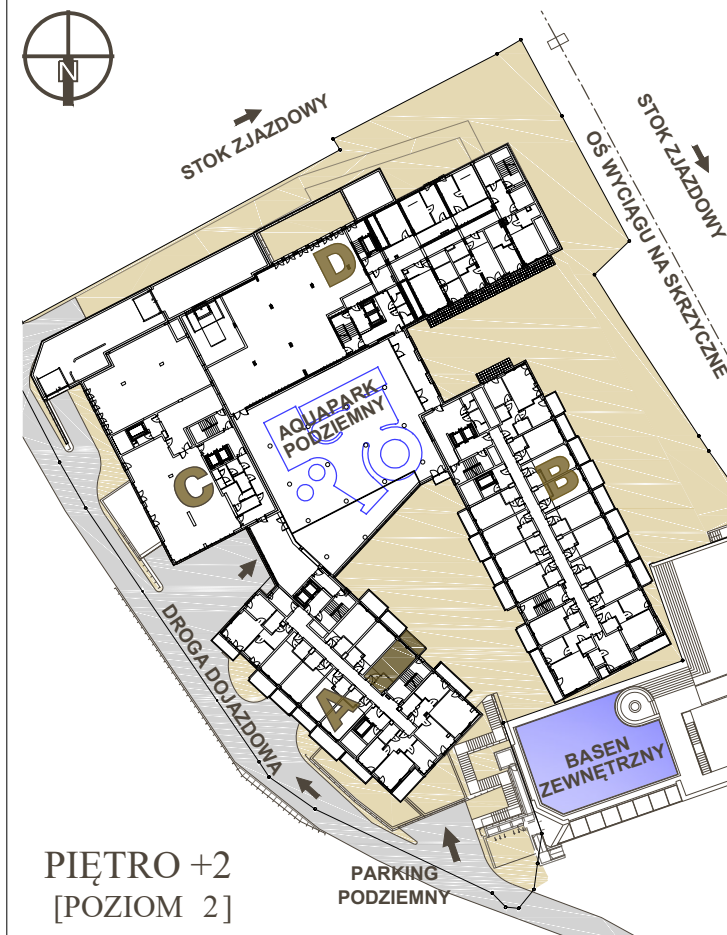 N
STOK ZJAZDOWY
STOK ZJAZDOWY
OŚ WYCIĄGU NA SKRZYCZNE
D
AQUAPARK
PODZIEMNY
C
B
A
DROGA DOJAZDOWA
BASEN
ZEWNĘTRZNY
PARKING
PODZIEMNY
PIĘTRO +2
[POZIOM 2]